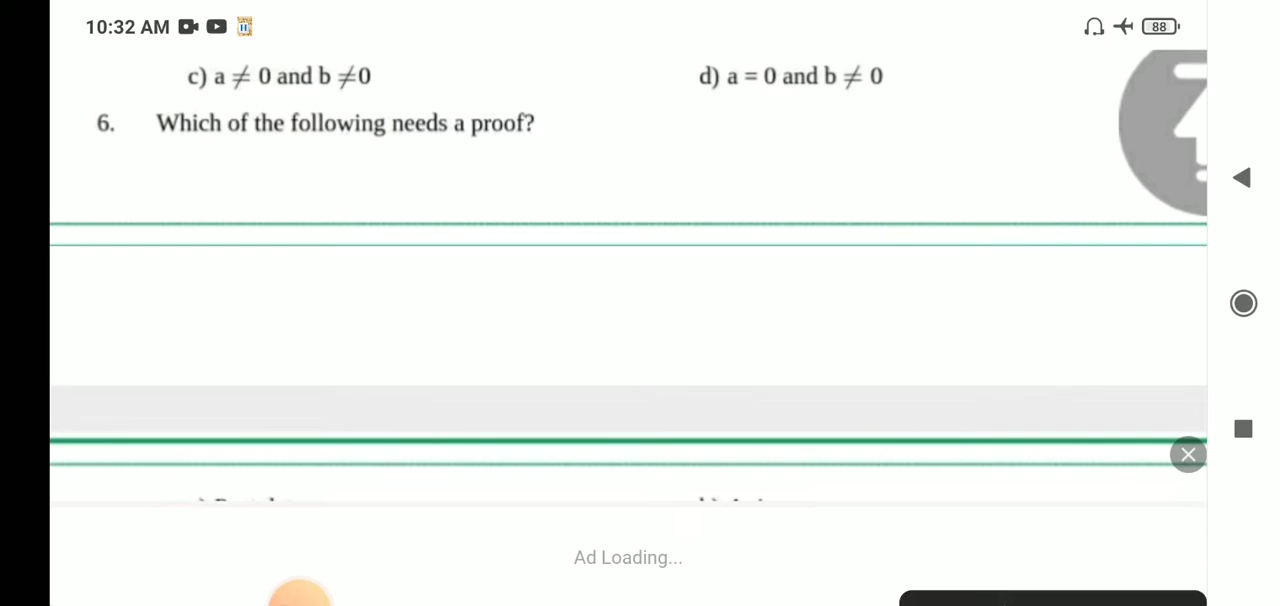 10:32 AM
88
c) a ≠ 0 and b ≠0
d) a = 0 and b ≠ 0
6. Which of the following needs a proof?
Ad Loading...